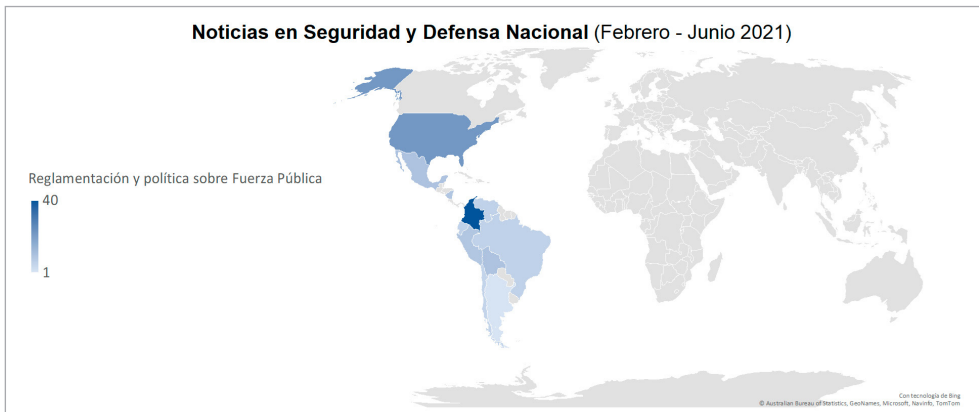 Noticias en Seguridad y Defensa Nacional (Febrero - Junio 2021)
Reglamentación y política sobre Fuerza Pública
40
1
Con tecnología de Bing
© Australian Bureau of Statistics, GeoNames, Microsoft, Navinfo, TomTom